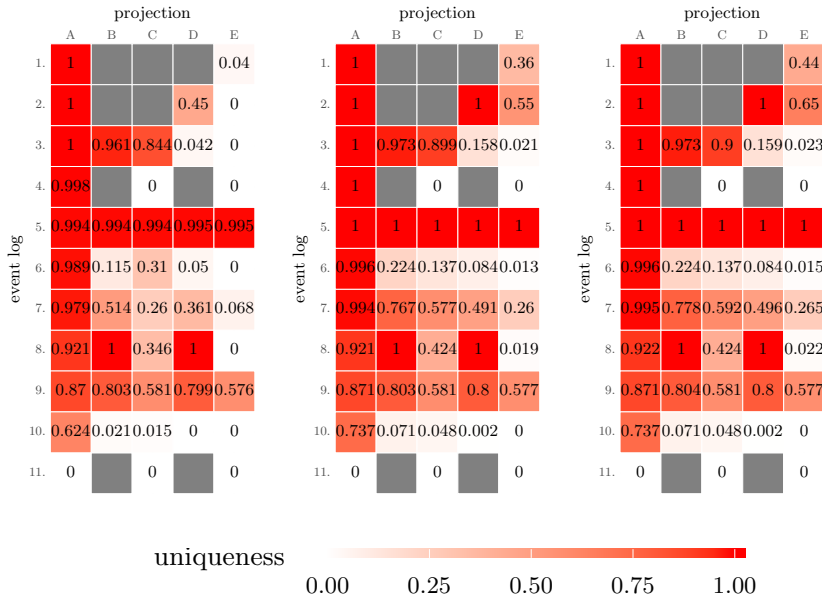 projection projection projection
A B C D E A B C D E A B C D E
1. 1 0.04 1. 1 0.36 1. 1 0.44
2. 1 0.45 0 2. 1 1 0.55 2. 1 1 0.65
3. 1 0.961 0.844 0.042 0 3. 1 0.973 0.899 0.158 0.021 3. 1 0.973 0.9 0.159 0.023
4. 0.998 0 0 4. 1 0 0 4. 1 0 0
5. 0.994 0.994 0.994 0.995 0.995 5. 1 1 1 1 1 5. 1 1 1 1 1
event log event log event log
6. 0.989 0.115 0.31 0.05 0 6. 0.996 0.224 0.137 0.084 0.013 6. 0.996 0.224 0.137 0.084 0.015
7. 0.979 0.514 0.26 0.361 0.068 7. 0.994 0.767 0.577 0.491 0.26 7. 0.995 0.778 0.592 0.496 0.265
8. 0.921 1 0.346 1 0 8. 0.921 1 0.424 1 0.019 8. 0.922 1 0.424 1 0.022
9. 0.87 0.803 0.581 0.799 0.576 9. 0.871 0.803 0.581 0.8 0.577 9. 0.871 0.804 0.581 0.8 0.577
10. 0.624 0.021 0.015 0 0 10. 0.737 0.071 0.048 0.002 0 10. 0.737 0.071 0.048 0.002 0
11. 0 0 0 11. 0 0 0 11. 0 0 0
uniqueness
0.00 0.25 0.50 0.75 1.00